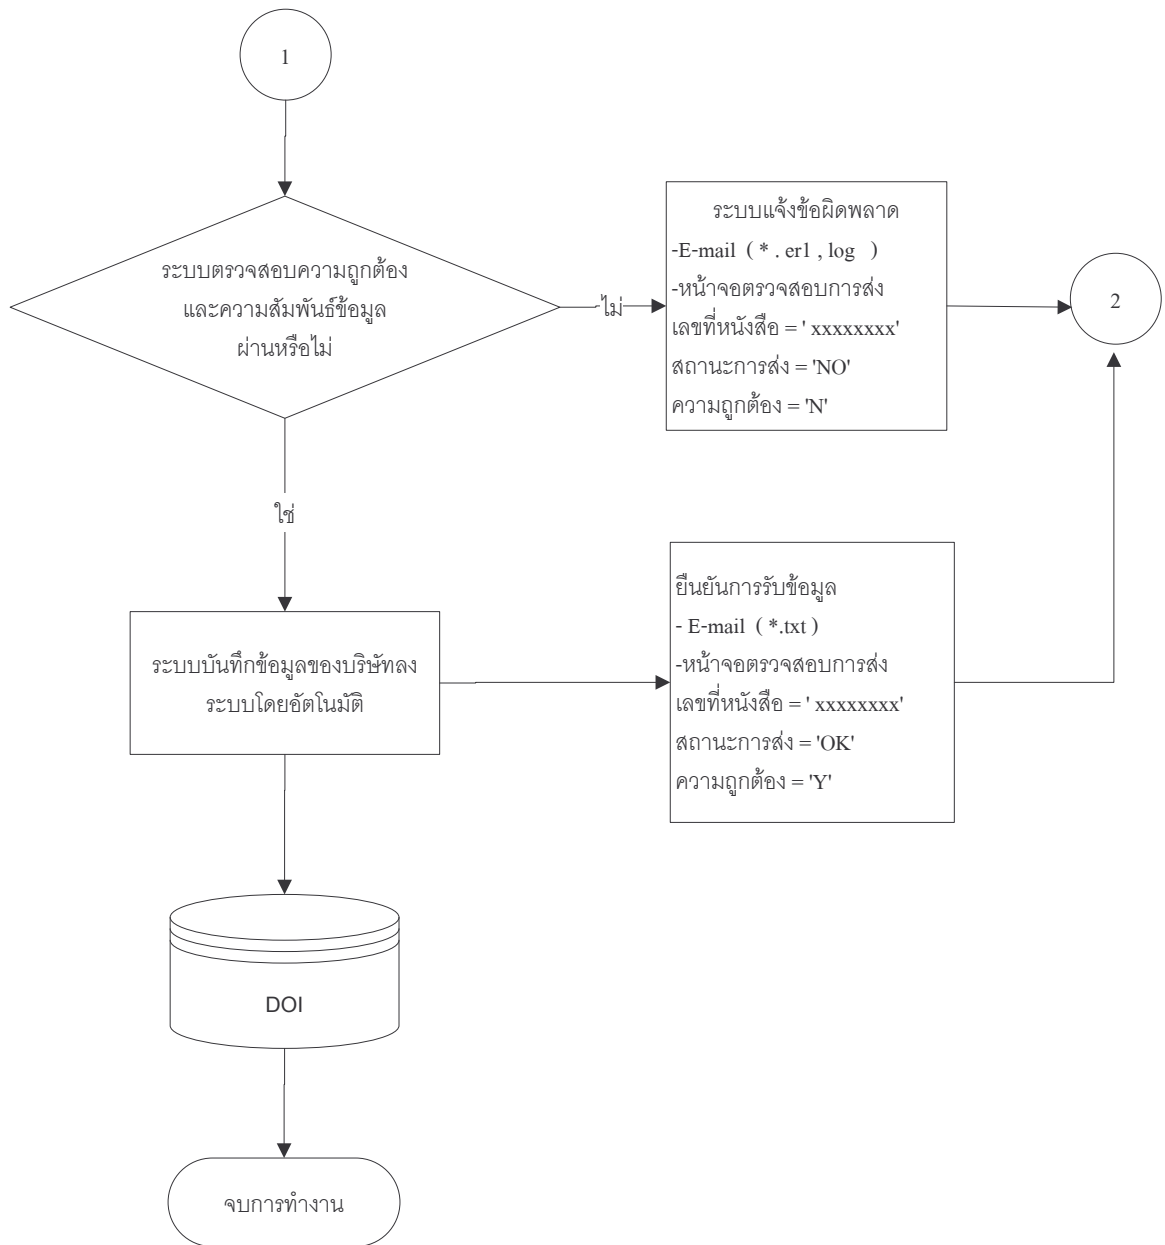 1
ระบบตรวจสอบความถูกต้อง
และความสัมพันธ์ข้อมูล
ผ่านหรือไม่
ไม่
ระบบแจ้งข้อผิดพลาด
-E-mail ( * . er1 , log )
-หน้าจอตรวจสอบการส่ง
เลขที่หนังสือ = ' xxxxxxxx'
สถานะการส่ง = 'NO'
ความถูกต้อง = 'N'
2
ใช่
ระบบบันทึกข้อมูลของบริษัทลง
ระบบโดยอัตโนมัติ
ยืนยันการรับข้อมูล
- E-mail ( *.txt )
-หน้าจอตรวจสอบการส่ง
เลขที่หนังสือ = ' xxxxxxxx'
สถานะการส่ง = 'OK'
ความถูกต้อง = 'Y'
DOI
จบการทำงาน